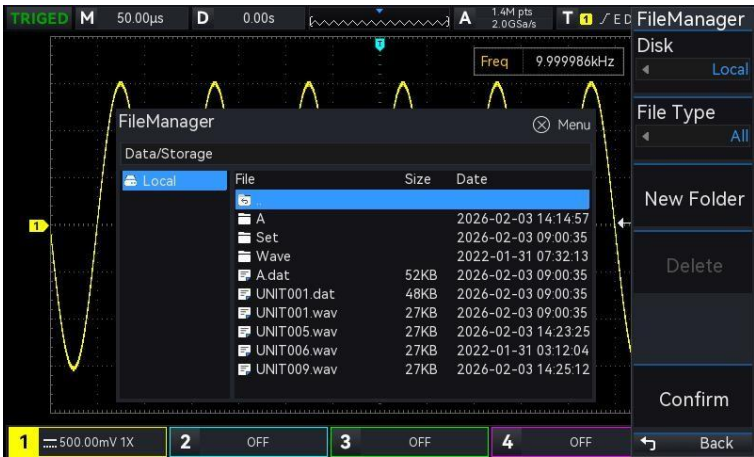 TRIGED M 50.00μs D 0.00s A 1.4M pts 2.0GSa/s T 1 E D FileManager
T
Freq 9.999986kHz
Disk
Local
File Type
All
New Folder
Delete
Confirm
Back
FileManager Menu
Data/Storage
Local
File Size Date
..
A 2026-02-03 14:14:57
Set 2026-02-03 09:00:35
Wave 2022-01-31 07:32:13
A.dat 52KB 2026-02-03 09:00:35
UNIT001.dat 48KB 2026-02-03 09:00:35
UNIT001.wav 27KB 2026-02-03 09:00:35
UNIT005.wav 27KB 2026-02-03 14:23:25
UNIT006.wav 27KB 2022-01-31 03:12:04
UNIT009.wav 27KB 2026-02-03 14:25:12
1
1 500.00mV 1X 2 OFF 3 OFF 4 OFF